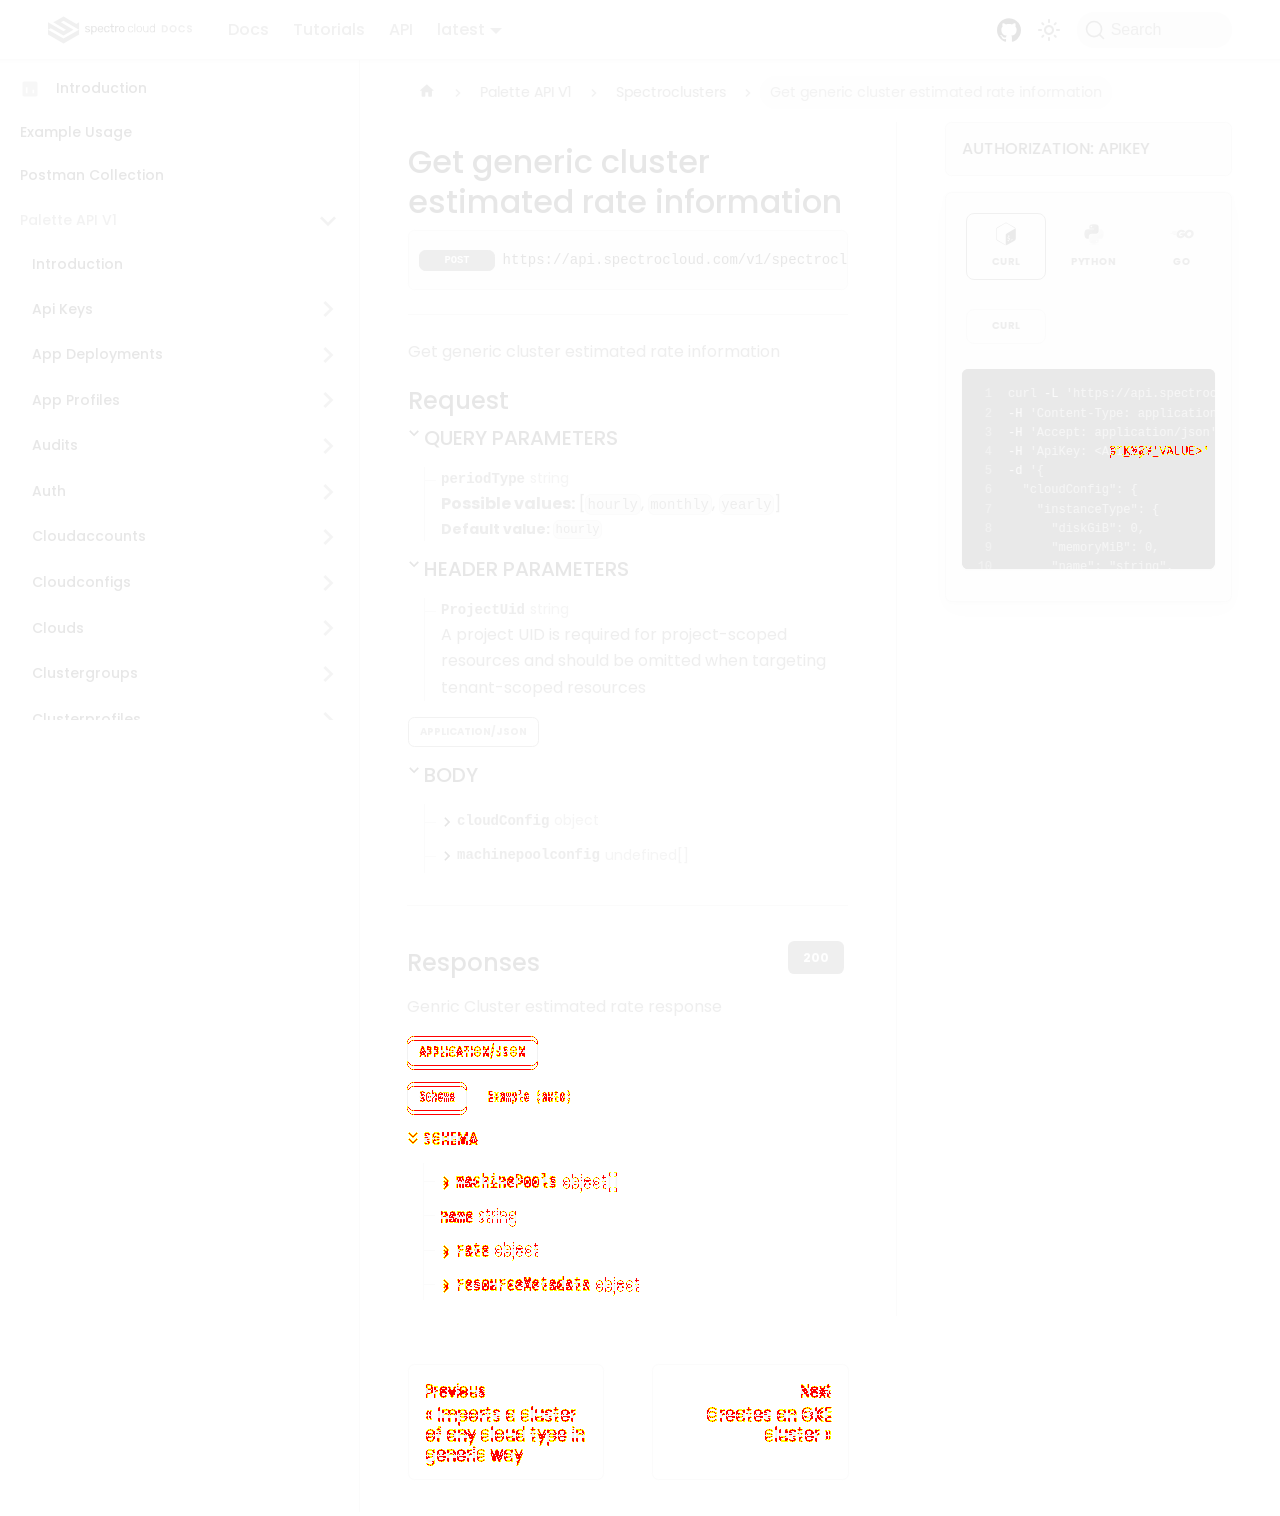 spectro cloud DOCS
Docs Tutorials API latest
Search
Introduction
Example Usage
Postman Collection
Palette API V1
Introduction
Api Keys
App Deployments
App Profiles
Audits
Auth
Cloudaccounts
Cloudconfigs
Clouds
Clustergroups
Clusterprofiles
Palette API V1
Spectroclusters
Get generic cluster estimated rate information
Get generic cluster
estimated rate information
POST https://api.spectrocloud.com/v1/spectrocl
Get generic cluster estimated rate information
Request
QUERY PARAMETERS
periodType string
Possible values: [hourly, monthly, yearly]
Default value: hourly
HEADER PARAMETERS
ProjectUid string
A project UID is required for project-scoped
resources and should be omitted when targeting
tenant-scoped resources
APPLICATION/JSON
BODY
cloudConfig object
machinepoolconfig undefined[]
Responses
200
Genric Cluster estimated rate response
APPLICATION/JSON
Schema Example (auto)
SCHEMA
machinePools object[]
name string
rate object
resourceMetadata object
Previous
« Imports a cluster
of any cloud type in
generic way
Next
Creates an GKE
cluster »
AUTHORIZATION: APIKEY
CURL PYTHON GO
CURL
1 curl -L 'https://api.spectroc
2 -H 'Content-Type: application
3 -H 'Accept: application/json'
4 -H 'ApiKey:
5 -d '{
6 "cloudConfig": {
7 "instanceType": {
8 "diskGiB": 0,
9 "memoryMiB": 0,
10 "name": "string"